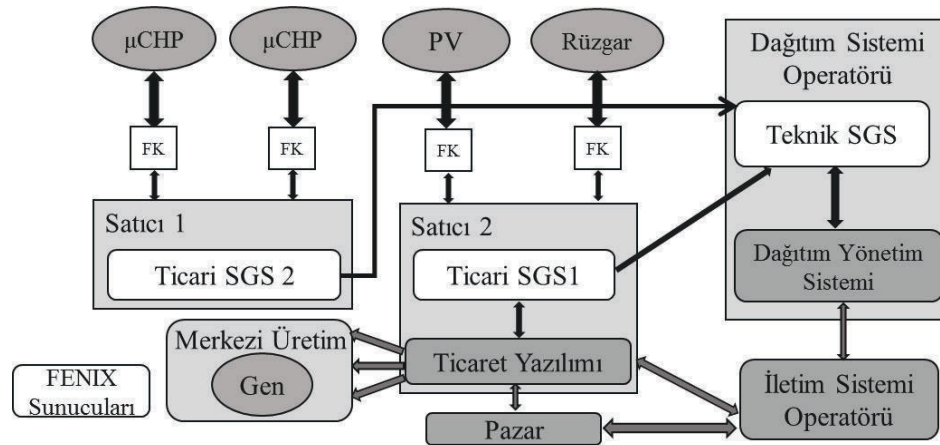 μCHP
μCHP
PV
Rüzgar
Dağıtım Sistemi
Operatörü
FK
FK
FK
FK
Teknik SGS
Satıcı 1
Satıcı 2
Ticari SGS 2
Ticari SGS1
Dağıtım Yönetim
Sistemi
Merkezi Üretim
Gen
Ticaret Yazılımı
FENIX
Sunucuları
İletim Sistemi
Operatörü
Pazar